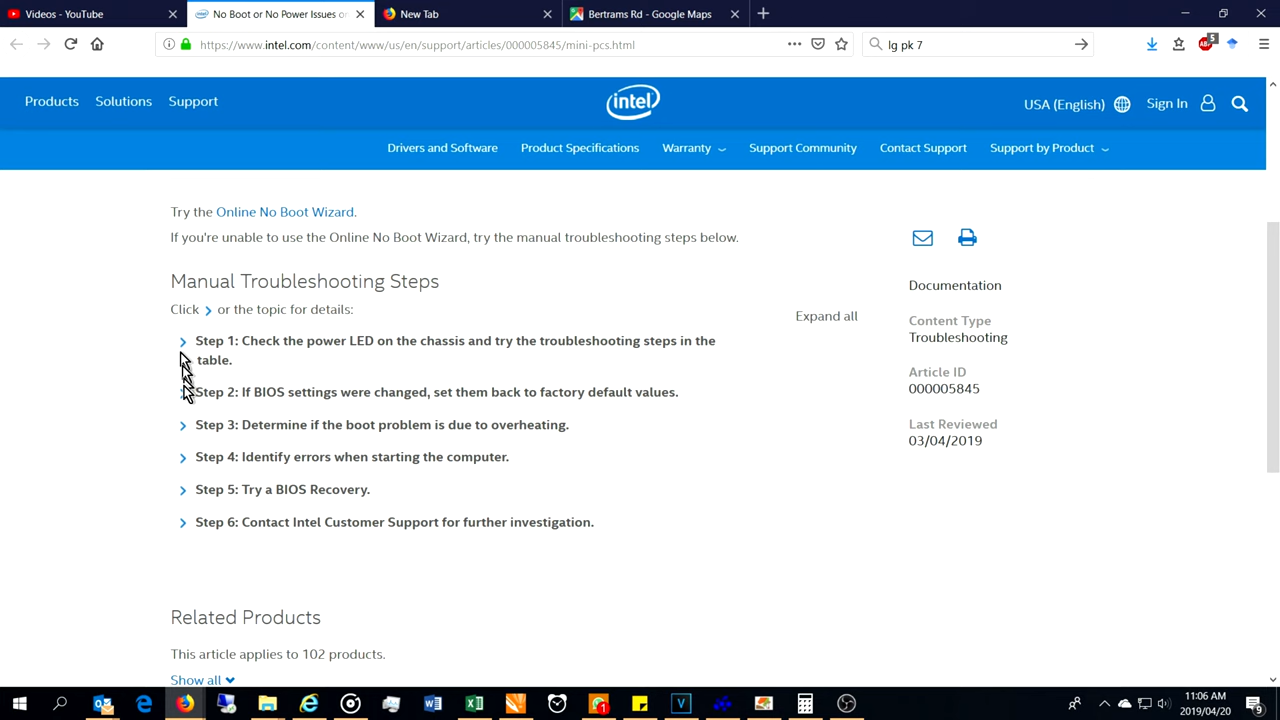 Videos - YouTube
No Boot or No Power Issues o
New Tab
Bertrams Rd - Google Maps
https://www.intel.com/content/www/us/en/support/articles/000005845/mini-pcs.html
lg pk 7
ABP
5
Products
Solutions
Support
intel
USA (English)
Sign In
Drivers and Software
Product Specifications
Warranty
Support Community
Contact Support
Support by Product
Try the Online No Boot Wizard.
If you're unable to use the Online No Boot Wizard, try the manual troubleshooting steps below.
Manual Troubleshooting Steps
Click > or the topic for details:
Expand all
Step 1: Check the power LED on the chassis and try the troubleshooting steps in the
table.
Step 2: If BIOS settings were changed, set them back to factory default values.
Step 3: Determine if the boot problem is due to overheating.
Step 4: Identify errors when starting the computer.
Step 5: Try a BIOS Recovery.
Step 6: Contact Intel Customer Support for further investigation.
Documentation
Content Type
Troubleshooting
Article ID
000005845
Last Reviewed
03/04/2019
Related Products
This article applies to 102 products.
Show all
11:06 AM
2019/04/20
9
1